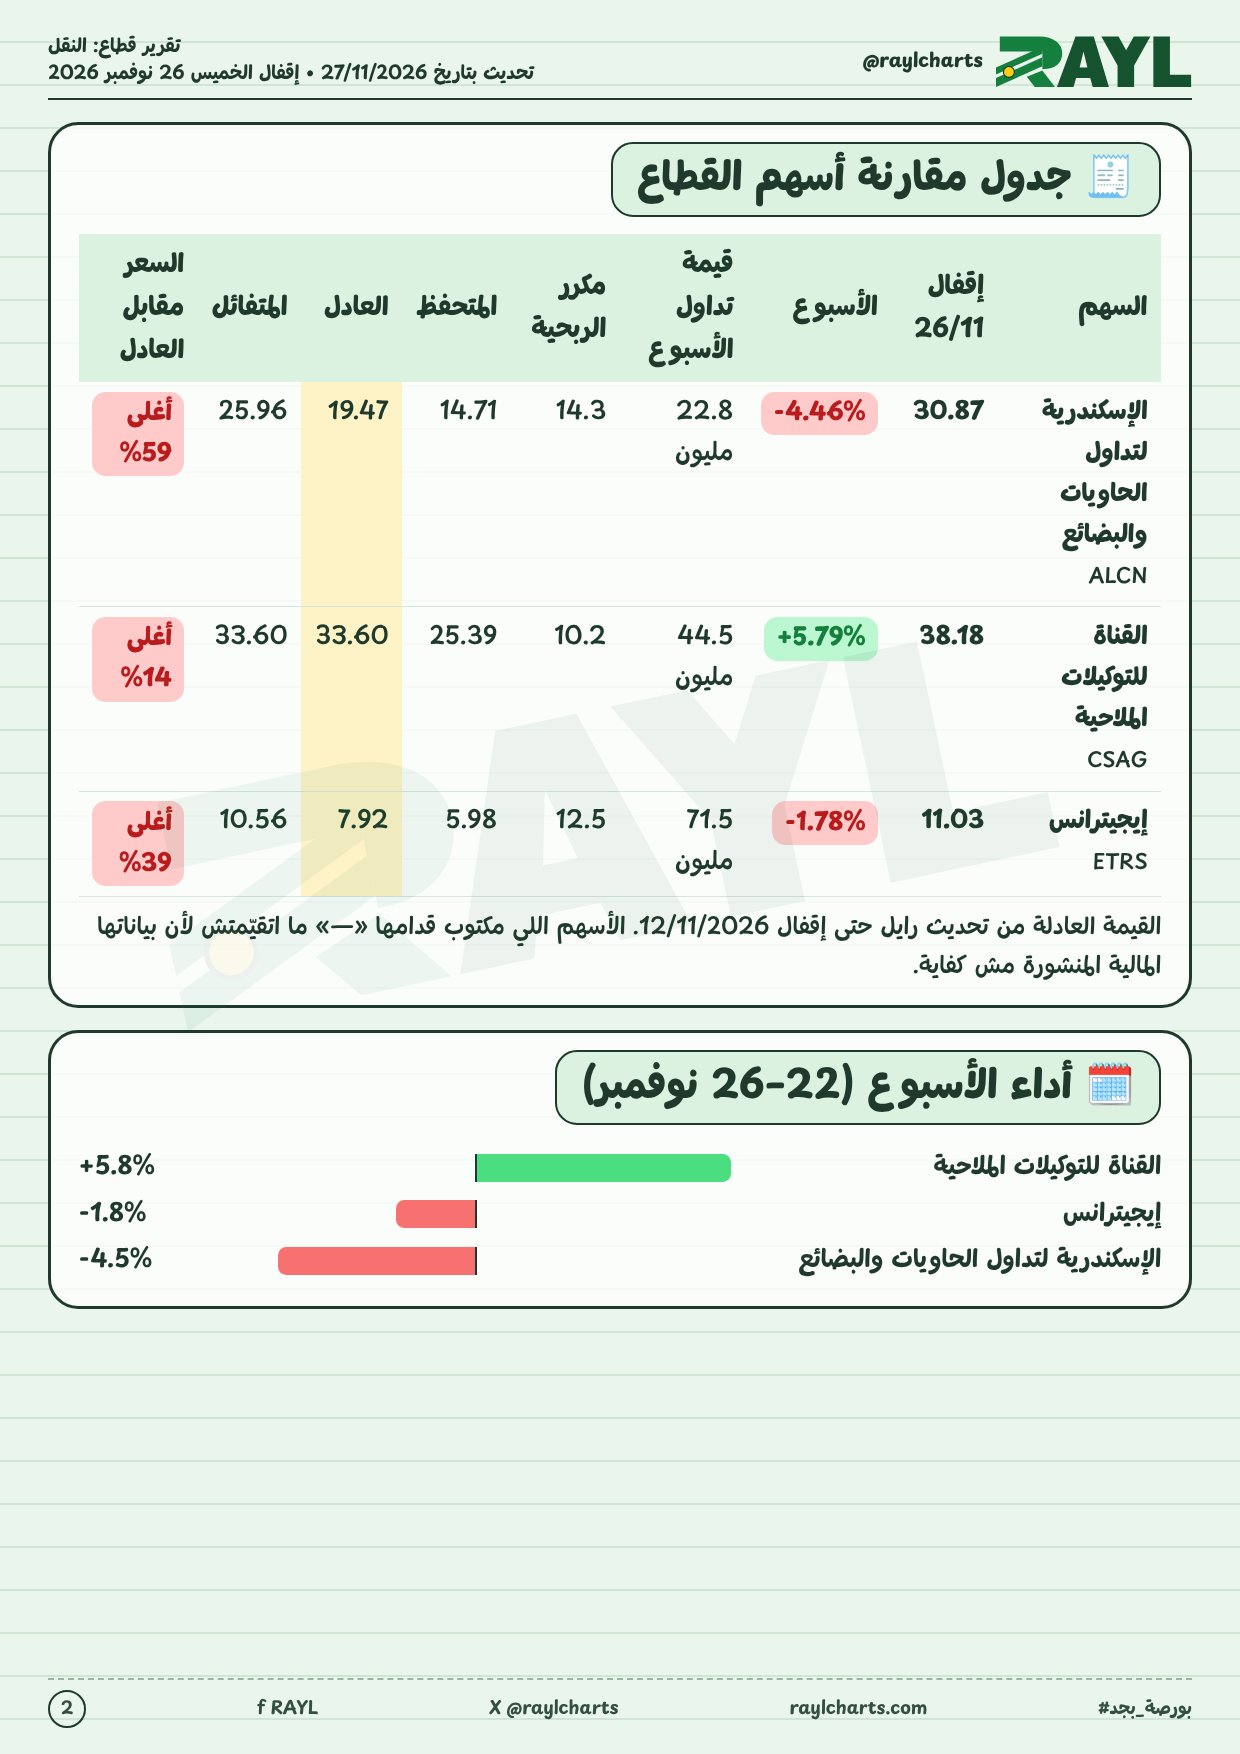 RAYL
@raylcharts
تقرير قطاع: النقل
تحديث بتاريخ 27/11/2026 • إقفال الخميس 26 نوفمبر 2026
جدول مقارنة أسهم القطاع
السهم
إقفال
26/11
الأسبوع
قيمة
تداول
الأسبوع
مكرر
الربحية
المتحفظ
العادل
المتفائل
السعر
مقابل
العادل
الإسكندرية
لتداول
الحاويات
والبضائع
ALCN
30.87
-4.46%
22.8
مليون
14.3
14.71
19.47
25.96
أغلى
%59
القناة
للتوكيلات
الملاحية
CSAG
38.18
+5.79%
44.5
مليون
10.2
25.39
33.60
33.60
أغلى
%14
إيجيترانس
ETRS
11.03
-1.78%
71.5
مليون
12.5
5.98
7.92
10.56
أغلى
%39
القيمة العادلة من تحديث رايل حتى إقفال 12/11/2026. الأسهم اللي مكتوب قدامها «—» ما اتقيّمتش لأن بياناتها
المالية المنشورة مش كفاية.
RAYL
أداء الأسبوع (22–26 نوفمبر)
القناة للتوكيلات الملاحية
+5.8%
إيجيترانس
-1.8%
الإسكندرية لتداول الحاويات والبضائع
-4.5%
#بورصة_بجد
raylcharts.com
X @raylcharts
f RAYL
2